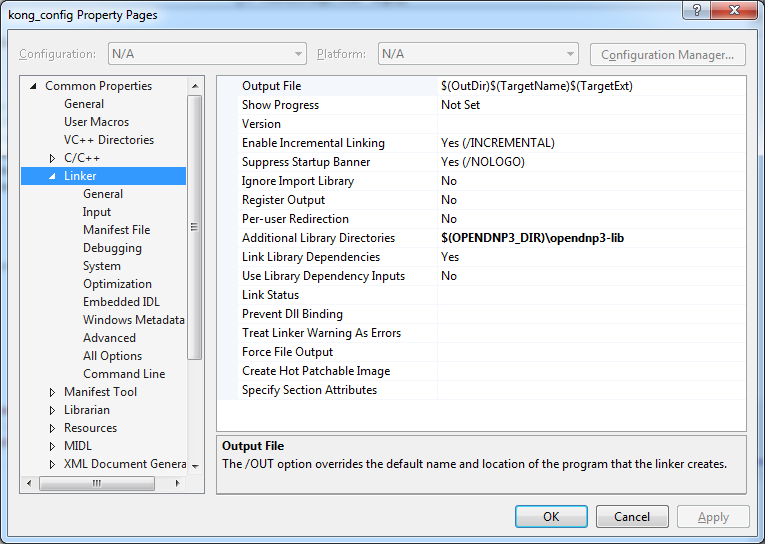 kong_config Property Pages
Configuration: N/A Platform: N/A Configuration Manager...
Common Properties
General
User Macros
VC++ Directories
C/C++
Linker
General
Input
Manifest File
Debugging
System
Optimization
Embedded IDL
Windows Metadata
Advanced
All Options
Command Line
Manifest Tool
Librarian
Resources
MIDL
XML Document Genera
Output File $(OutDir)$(TargetName)$(TargetExt)
Show Progress Not Set
Version
Enable Incremental Linking Yes (/INCREMENTAL)
Suppress Startup Banner Yes (/NOLOGO)
Ignore Import Library No
Register Output No
Per-user Redirection No
Additional Library Directories $(OPENDNP3_DIR)\opendnp3-lib
Link Library Dependencies Yes
Use Library Dependency Inputs No
Link Status
Prevent Dll Binding
Treat Linker Warning As Errors
Force File Output
Create Hot Patchable Image
Specify Section Attributes
Output File
The /OUT option overrides the default name and location of the program that the linker creates.
OK Cancel Apply